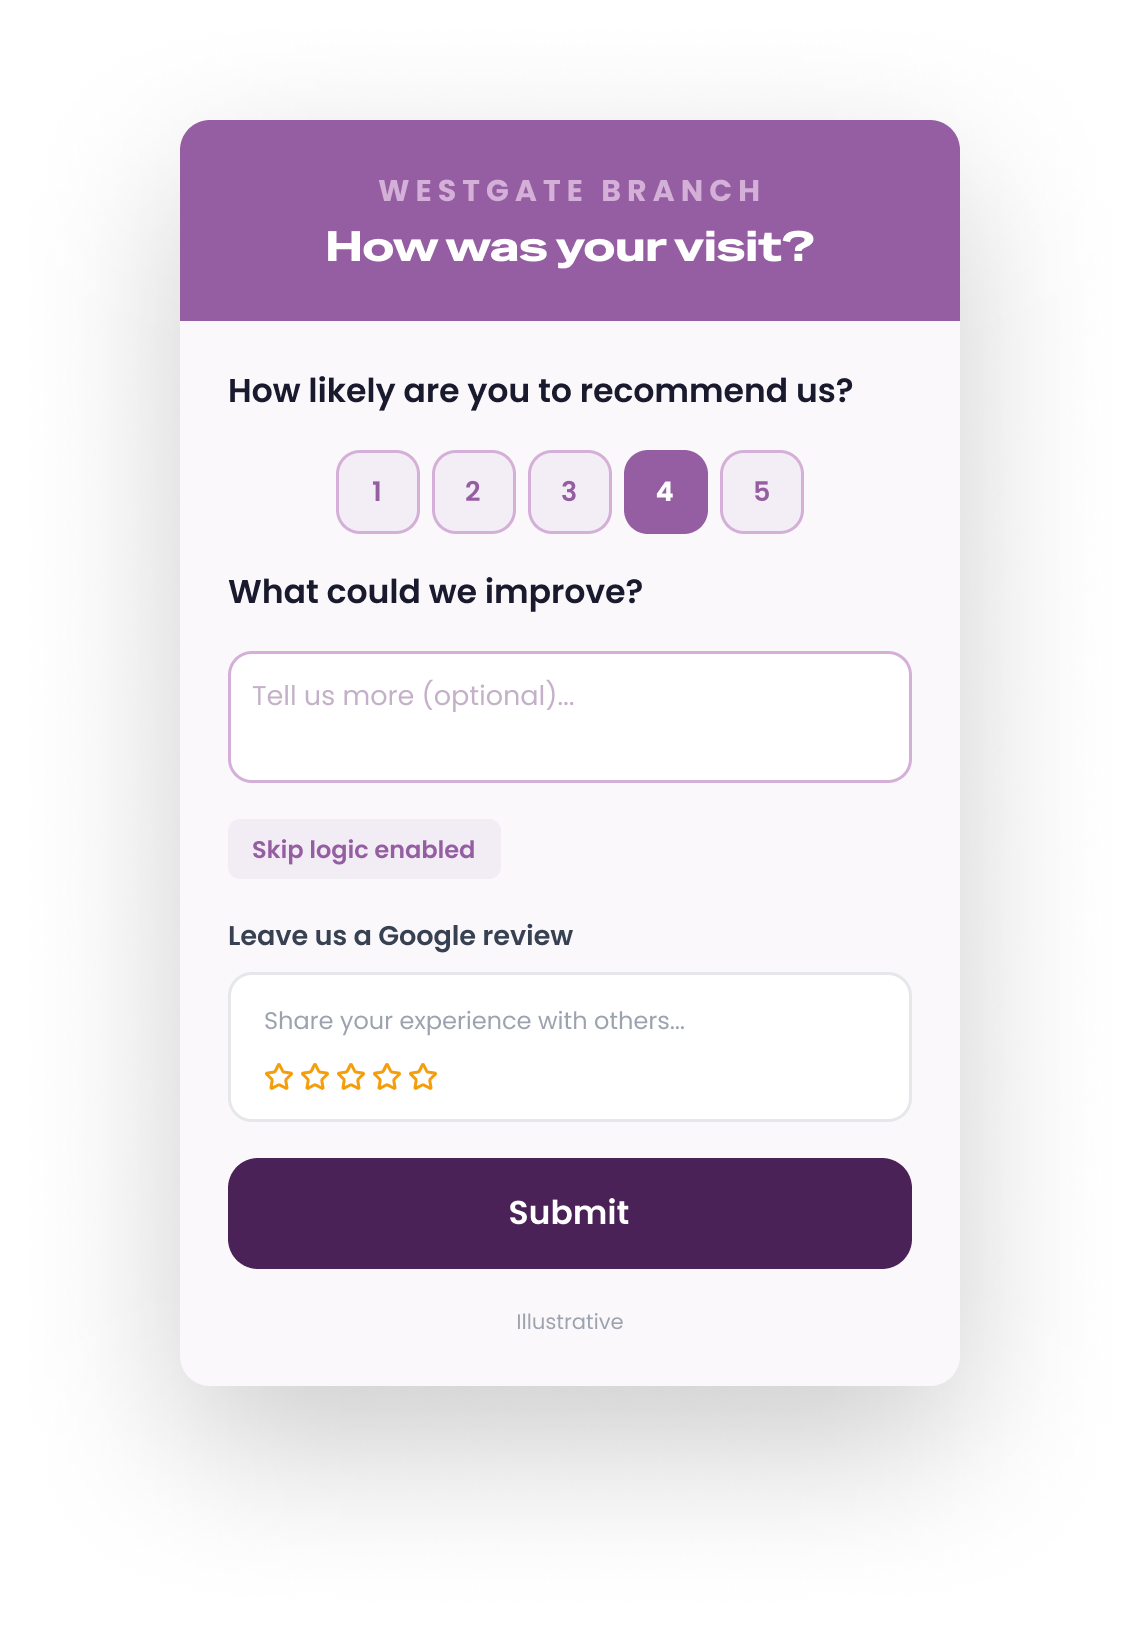 WESTGATE BRANCH
How was your visit?
How likely are you to recommend us?
1 2 3 4 5
What could we improve?
Tell us more (optional)...
Skip logic enabled
Leave us a Google review
Share your experience with others...
Submit
Illustrative